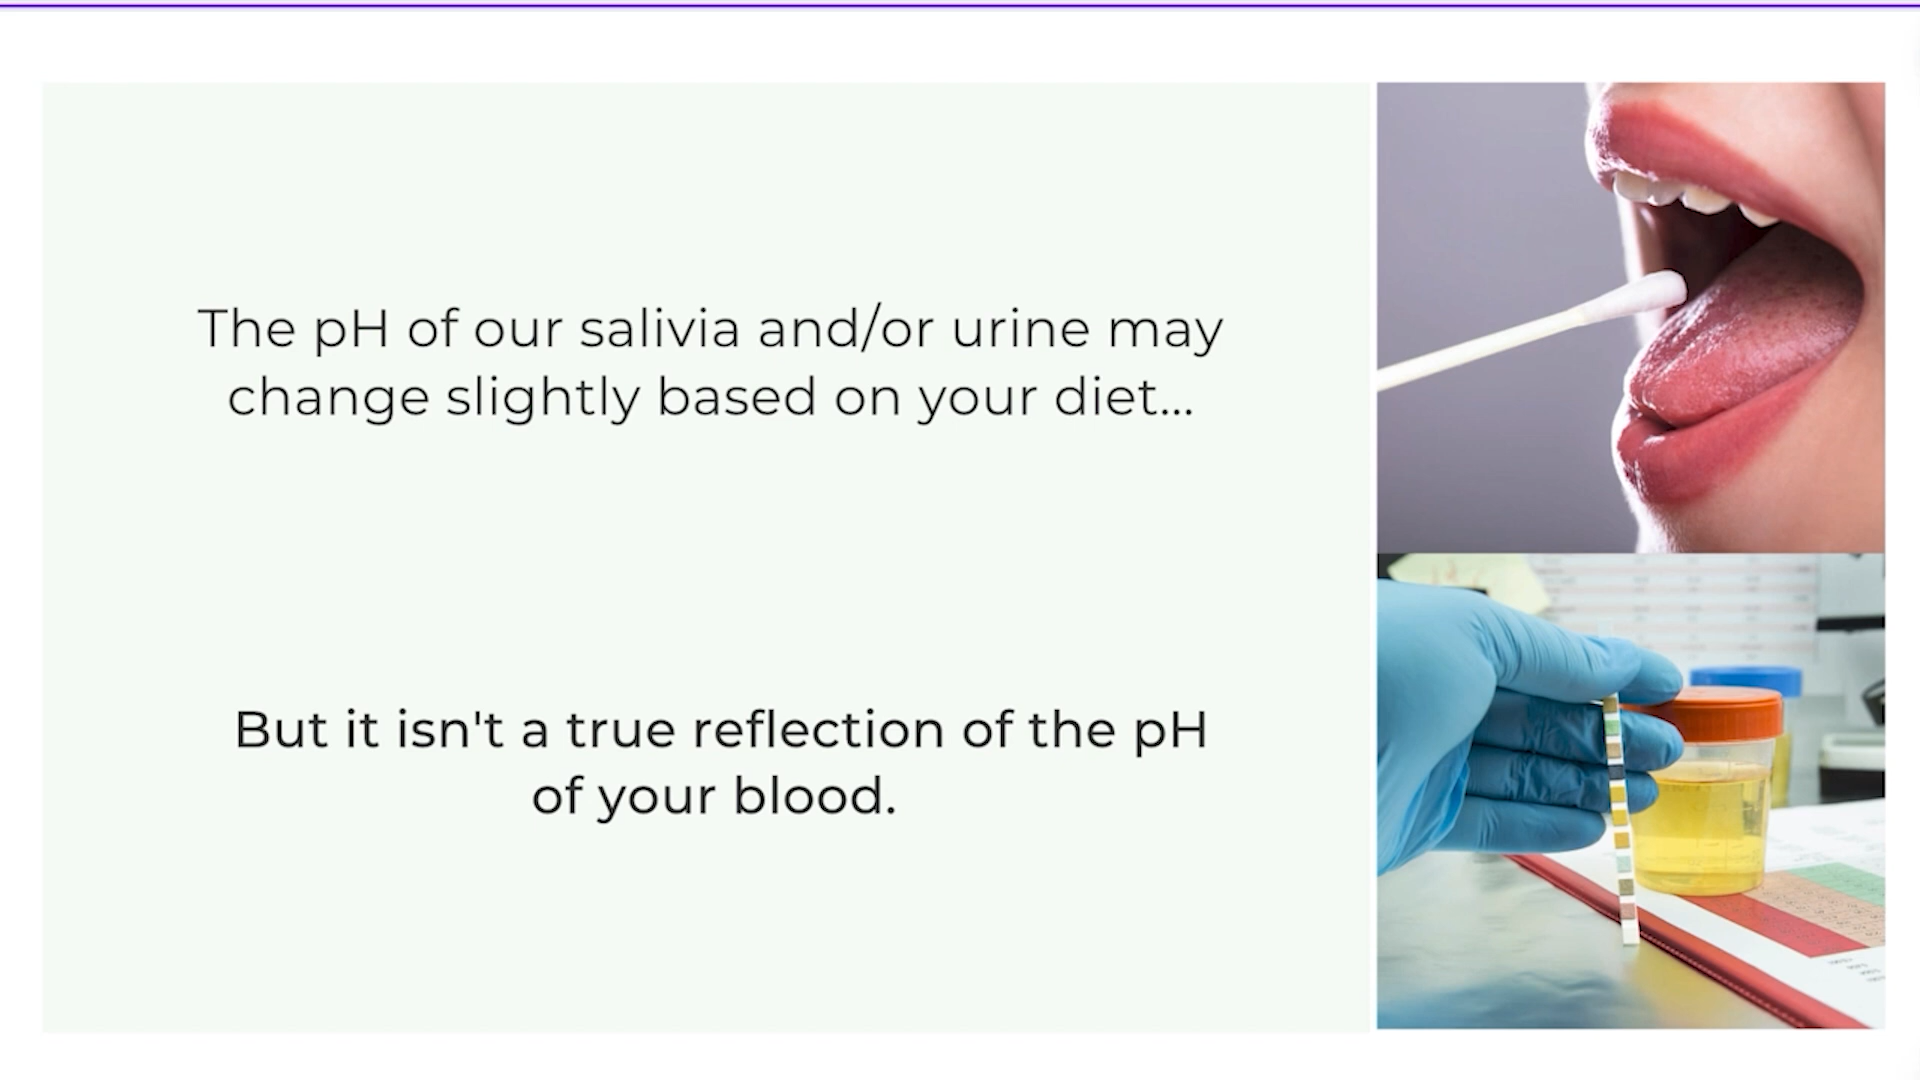 The pH of our salivia and/or urine may
change slightly based on your diet...
But it isn't a true reflection of the pH
of your blood.